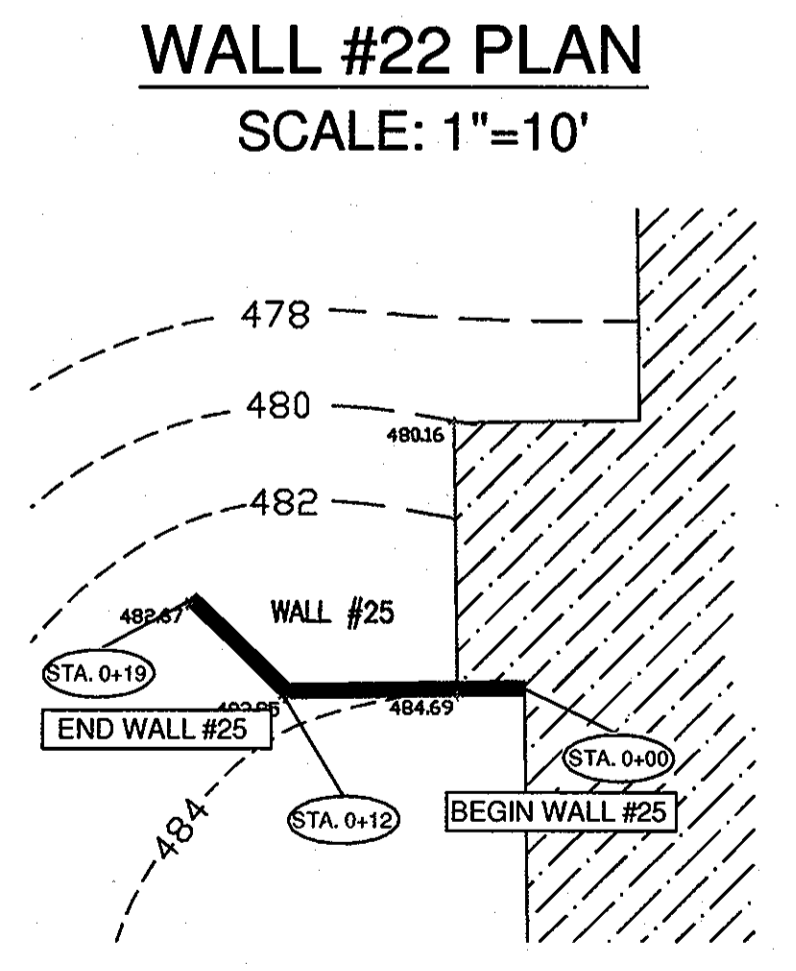 WALL #22 PLAN
SCALE: 1"=10'
478
480
480.16
482
WALL #25
482.67
STA. 0+19
484.69
END WALL #25
STA. 0+00
BEGIN WALL #25
STA. 0+12
484